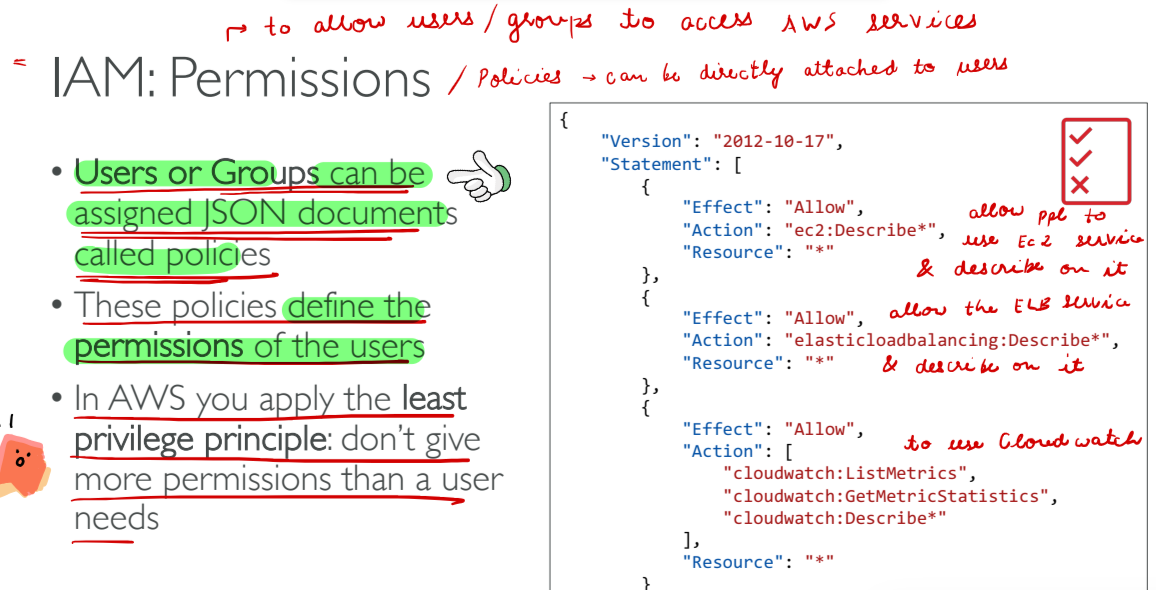 → to allow users/groups to access AWS services
= IAM: Permissions / Policies → can be directly attached to users
• Users or Groups can be
assigned JSON documents
called policies
• These policies define the
permissions of the users
• In AWS you apply the least
privilege principle: don't give
more permissions than a user
needs
{
"Version": "2012-10-17",
"Statement": [
{
"Effect": "Allow",
"Action": "ec2:Describe*",
"Resource": "*"
},
allow ppl to
use Ec2 service
& describe on it
{
"Effect": "Allow",
"Action": "elasticloadbalancing:Describe*",
"Resource": "*"
},
allow the ELB service
& describe on it
{
"Effect": "Allow",
"Action": [
"cloudwatch:ListMetrics",
"cloudwatch:GetMetricStatistics",
"cloudwatch:Describe*"
],
"Resource": "*"
}
to use Cloud watch